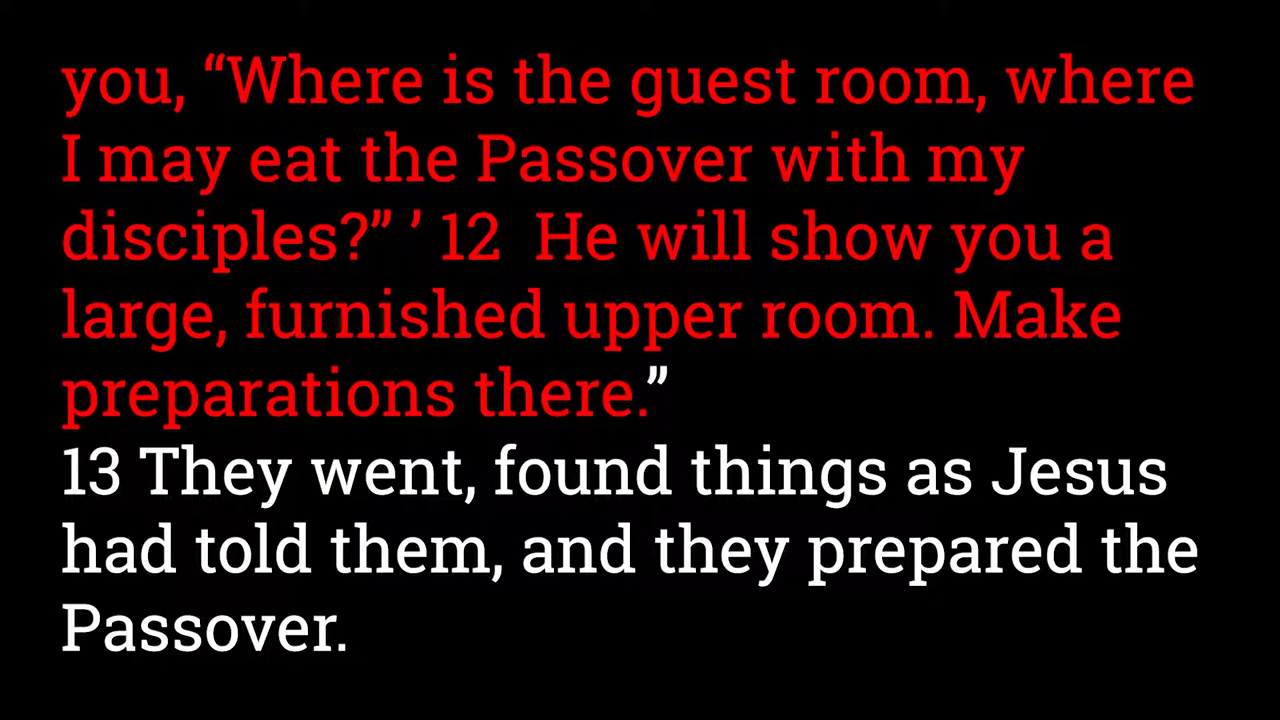 you, “Where is the guest room, where
I may eat the Passover with my
disciples?” ’ 12  He will show you a
large, furnished upper room. Make
preparations there.”
13 They went, found things as Jesus
had told them, and they prepared the
Passover.